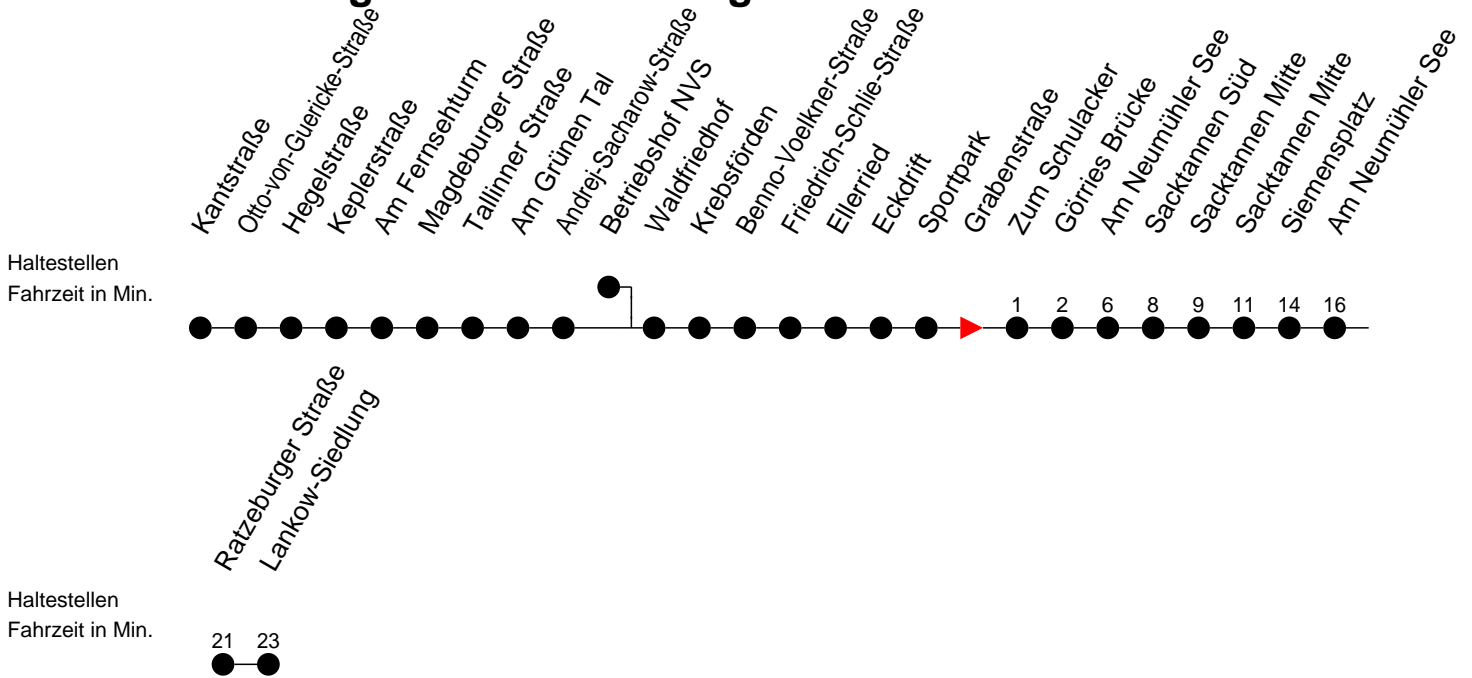 Kantstraße
Otto-von-Guericke-Straße
Hegelstraße
Keplerstraße
Am Fernsehturm
Magdeburger Straße
Tallinner Straße
Am Grünen Tal
Andrej-Sacharow-Straße
Betriebshof NVS
Waldfriedhof
Krebsförden
Benno-Voelkner-Straße
Friedrich-Schlie-Straße
Ellerried
Eckdrift
Sportpark
Grabenstraße
Zum Schulacker
Görries Brücke
Am Neumühler See
Sacktannen Süd
Sacktannen Mitte
Sacktannen Mitte
Siemensplatz
Am Neumühler See
Haltestellen
Fahrzeit in Min.
1 2 6 8 9 11 14 16
Ratzeburger Straße
Lankow-Siedlung
Haltestellen
Fahrzeit in Min.
21 23